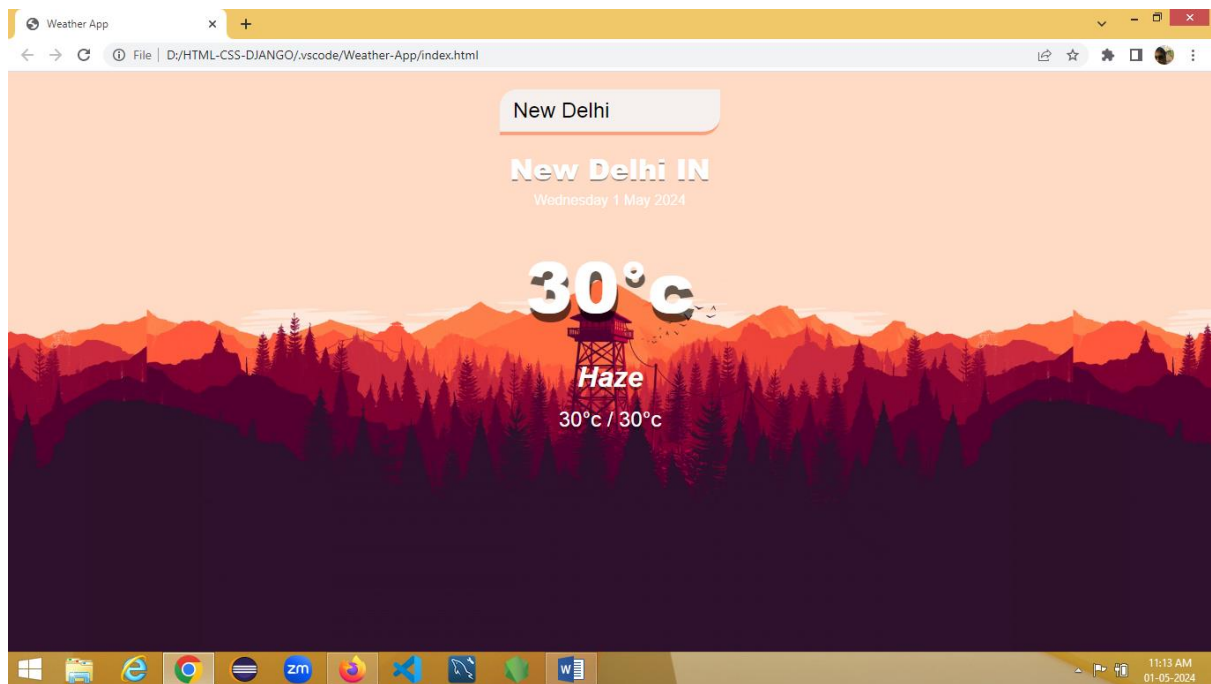 Weather App
File D:/HTML-CSS-DJANGO/.vscode/Weather-App/index.html
New Delhi
New Delhi IN
Wednesday 1 May 2024
30°c
Haze
30°c / 30°c
zm
W
11:13 AM
01-05-2024